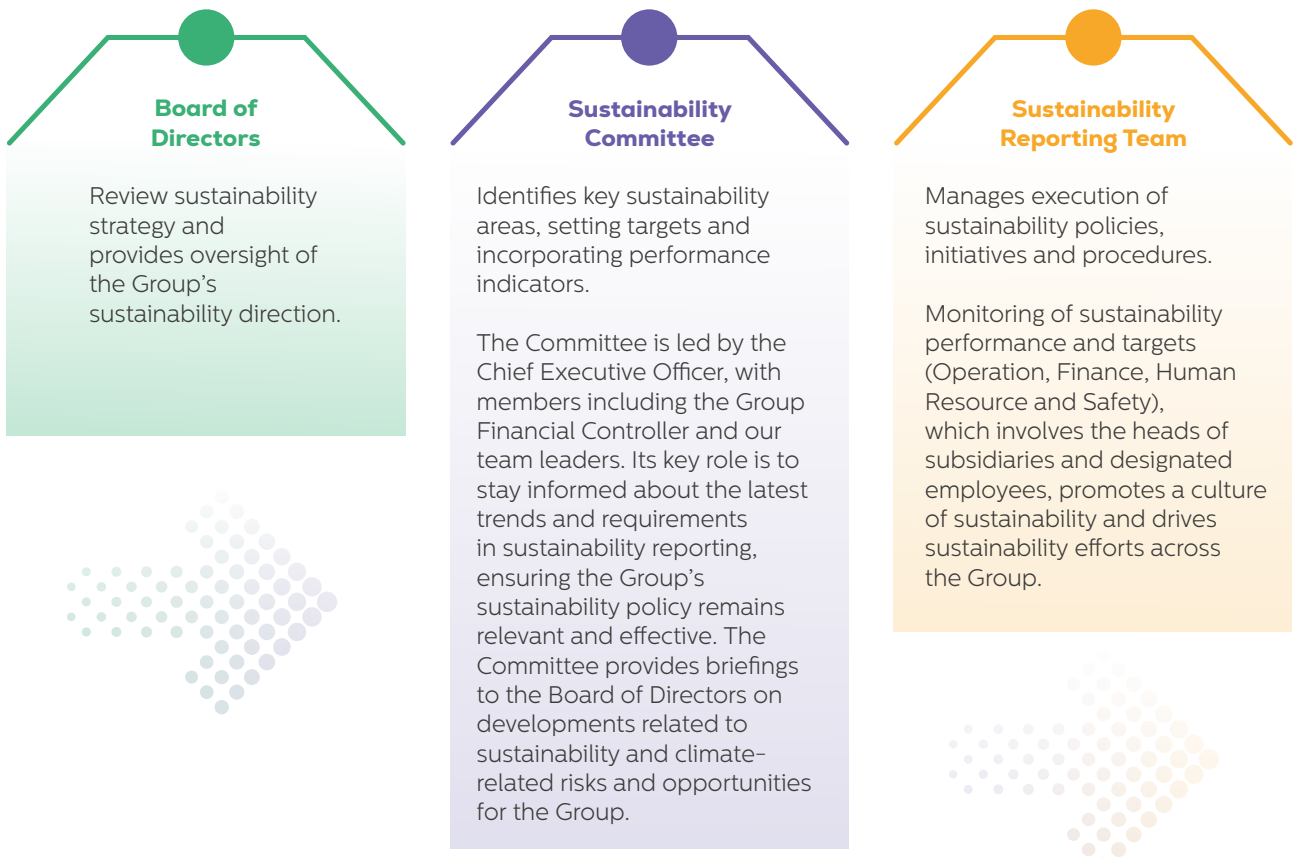 Board of
Directors
Review sustainability
strategy and
provides oversight of
the Group’s
sustainability direction.
Sustainability
Committee
Identifies key sustainability
areas, setting targets and
incorporating performance
indicators.
The Committee is led by the
Chief Executive Officer, with
members including the Group
Financial Controller and our
team leaders. Its key role is to
stay informed about the latest
trends and requirements
in sustainability reporting,
ensuring the Group’s
sustainability policy remains
relevant and effective. The
Committee provides briefings
to the Board of Directors on
developments related to
sustainability and climate-
related risks and opportunities
for the Group.
Sustainability
Reporting Team
Manages execution of
sustainability policies,
initiatives and procedures.
Monitoring of sustainability
performance and targets
(Operation, Finance, Human
Resource and Safety),
which involves the heads of
subsidiaries and designated
employees, promotes a culture
of sustainability and drives
sustainability efforts across
the Group.